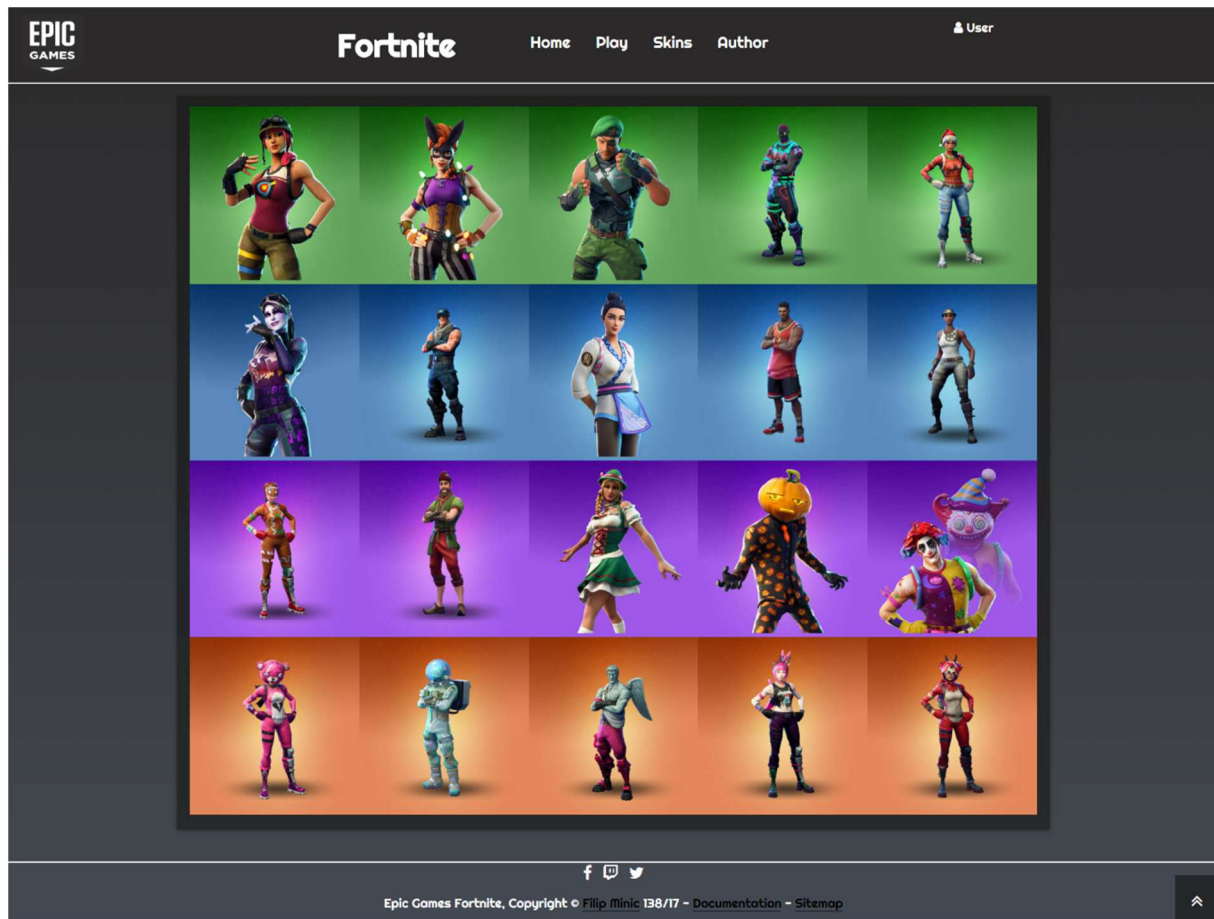 EPIC
GAMES
Fortnite
Home Play Skins Author
User
Epic Games Fortnite, Copyright © Filip Minic 138/17 - Documentation - Sitemap